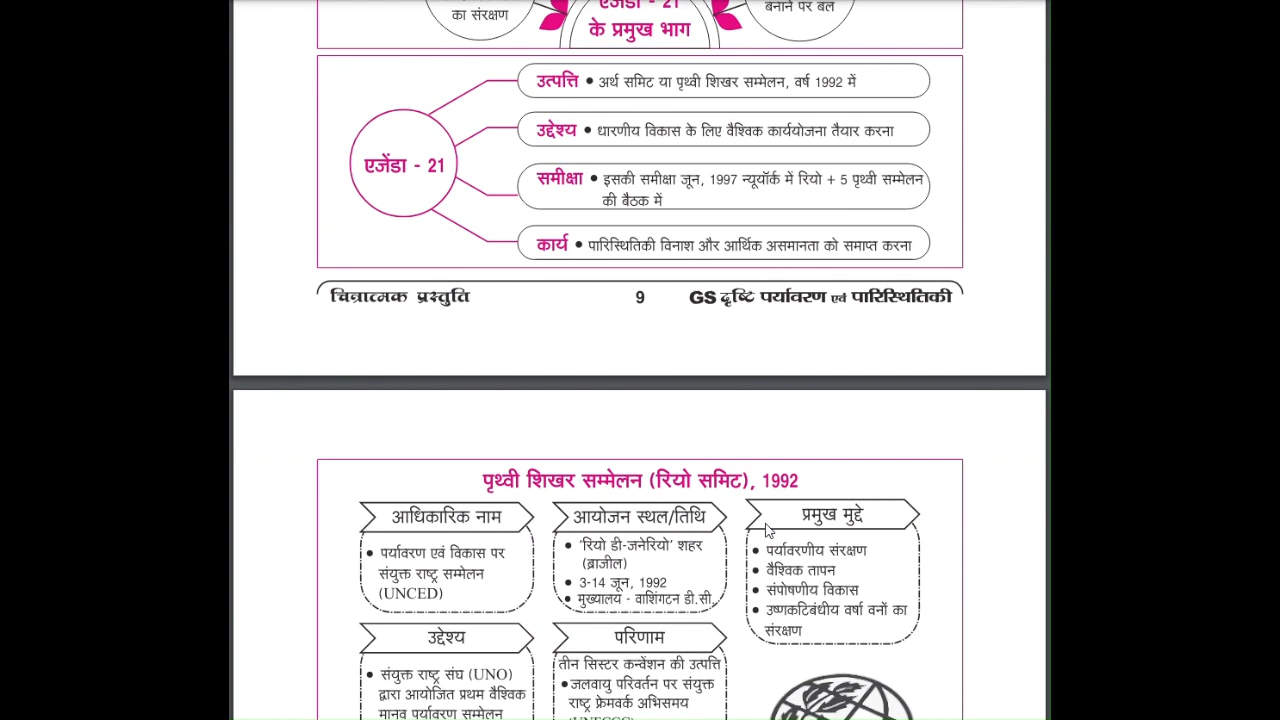 का संरक्षण
एजेंडा - 21
के प्रमुख भाग
बनाने पर बल
उत्पत्ति • अर्थ समिट या पृथ्वी शिखर सम्मेलन, वर्ष 1992 में
उद्देश्य • धारणीय विकास के लिए वैश्विक कार्ययोजना तैयार करना
एजेंडा - 21
समीक्षा • इसकी समीक्षा जून, 1997 न्यूयॉर्क में रियो + 5 पृथ्वी सम्मेलन
की बैठक में
कार्य • पारिस्थितिकी विनाश और आर्थिक असमानता को समाप्त करना
चित्रात्मक प्रस्तुति 9 GS दृष्टि पर्यावरण एवं पारिस्थितिकी
पृथ्वी शिखर सम्मेलन (रियो समिट), 1992
आधिकारिक नाम
• पर्यावरण एवं विकास पर
संयुक्त राष्ट्र सम्मेलन
(UNCED)
आयोजन स्थल/तिथि
• 'रियो डी-जनेरियो' शहर
(ब्राजील)
• 3-14 जून, 1992
• मुख्यालय - वाशिंगटन डी.सी.
प्रमुख मुद्दे
• पर्यावरणीय संरक्षण
• वैश्विक तापन
• संपोषणीय विकास
• उष्णकटिबंधीय वर्षा वनों का
संरक्षण
उद्देश्य
• संयुक्त राष्ट्र संघ (UNO)
द्वारा आयोजित प्रथम वैश्विक
मानव पर्यावरण सम्मेलन
परिणाम
तीन सिस्टर कन्वेंशन की उत्पत्ति
• जलवायु परिवर्तन पर संयुक्त
राष्ट्र फ्रेमवर्क अभिसमय